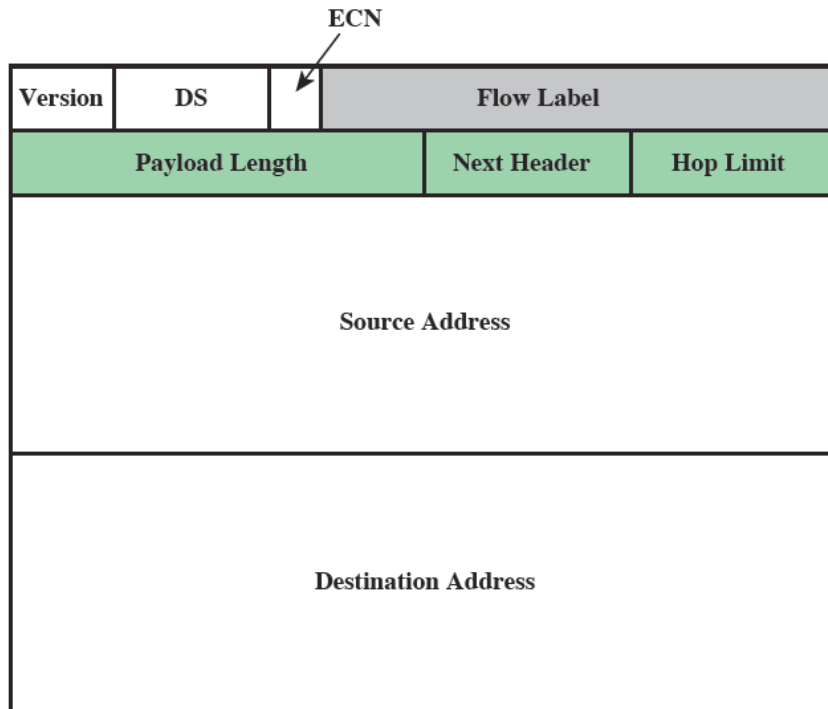 ECN
Version DS Flow Label
Payload Length Next Header Hop Limit
Source Address
Destination Address